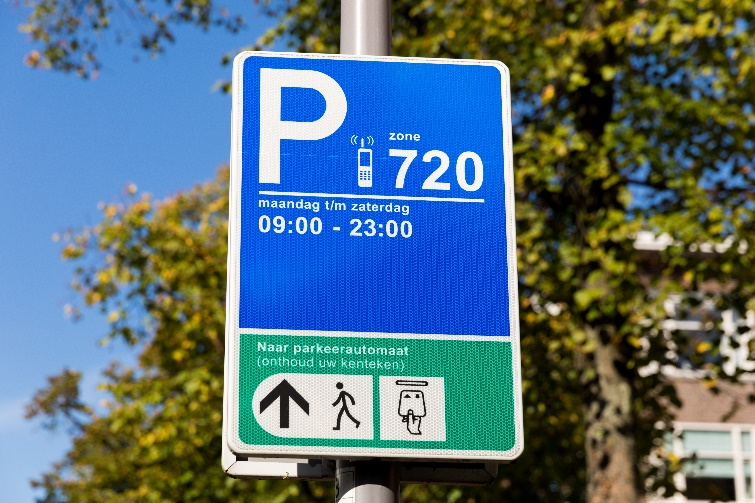 P
zone
720
maandag t/m zaterdag
09:00 - 23:00
Naar parkeerautomaat
(onthoud uw kenteken)